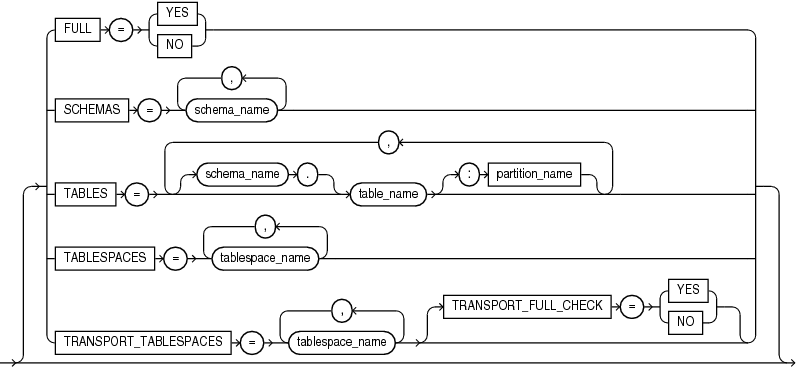 YES
FULL =
NO
,
SCHEMAS = schema_name
,
schema_name . : partition_name
TABLES = table_name
,
TABLESPACES = tablespace_name
YES
, TRANSPORT_FULL_CHECK =
NO
TRANSPORT_TABLESPACES = tablespace_name